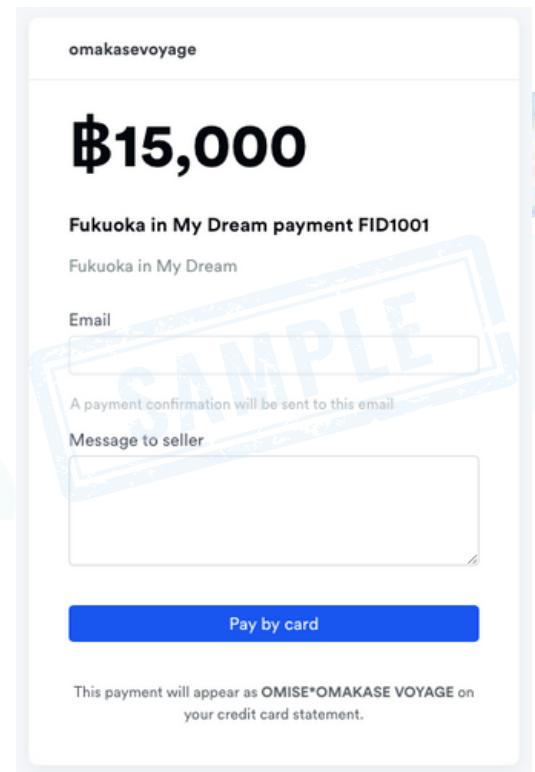 omakasevoyage
฿15,000
Fukuoka in My Dream payment FID1001
Fukuoka in My Dream
Email
A payment confirmation will be sent to this email
Message to seller
SAMPLE
Pay by card
This payment will appear as OMISE*OMAKASE VOYAGE on
your credit card statement.